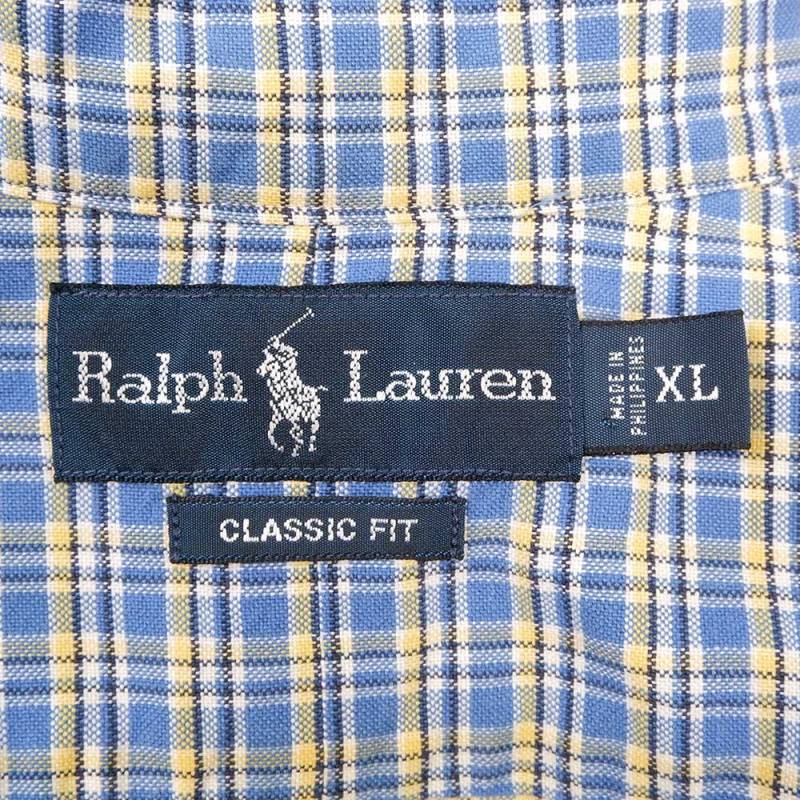 Ralph Lauren
MADE IN
PHILIPPINES
XL
CLASSIC FIT